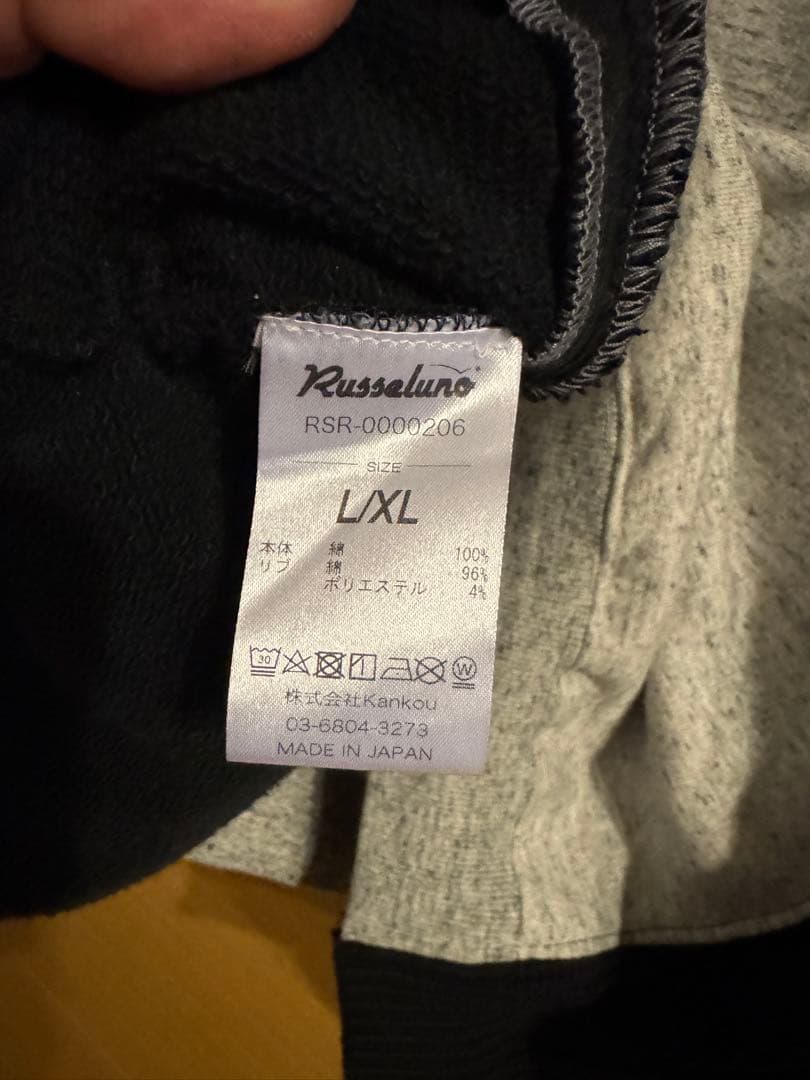 Russeluno
RSR-0000206
SIZE
L/XL
本体 綿 100%
リブ 綿 96%
ポリエステル 4%
30 W
株式会社Kankou
03-6804-3273
MADE IN JAPAN